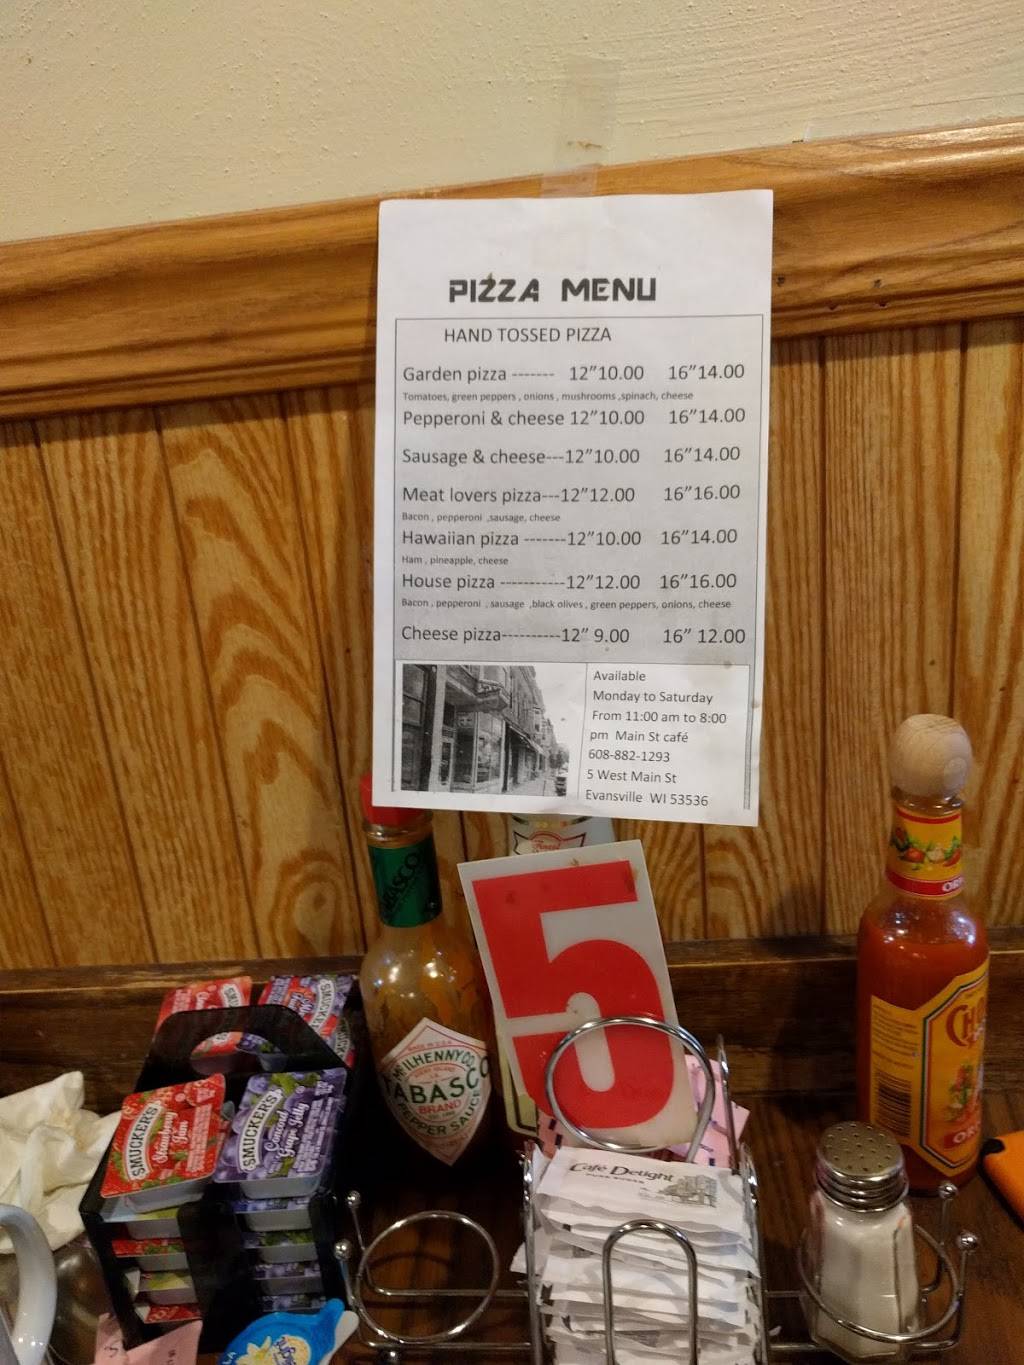 PIZZA MENU
HAND TOSSED PIZZA
Garden pizza ------- 12"10.00 16"14.00
Tomatoes, green peppers , onions , mushrooms ,spinach, cheese
Pepperoni & cheese 12"10.00 16"14.00
Sausage & cheese---12"10.00 16"14.00
Meat lovers pizza---12"12.00 16"16.00
Bacon , pepperoni ,sausage, cheese
Hawaiian pizza -------12"10.00 16"14.00
Ham , pineapple, cheese
House pizza -----------12"12.00 16"16.00
Bacon , pepperoni , sausage ,black olives , green peppers, onions, cheese
Cheese pizza----------12" 9.00 16" 12.00
Available
Monday to Saturday
From 11:00 am to 8:00
pm Main St café
608-882-1293
5 West Main St
Evansville WI 53536
5
McILHENNY CO.
TABASCO
BRAND
PEPPER SAUCE
SMUCKER'S
Strawberry
Jam
SMUCKER'S
Concord
Grape Jelly
Café Delight